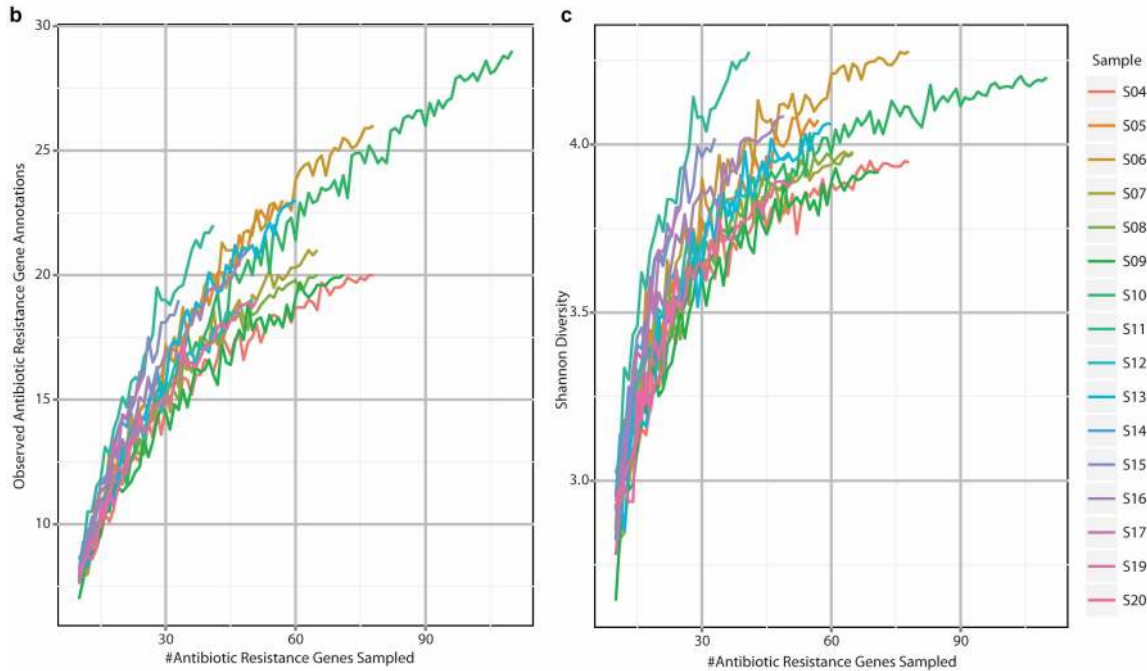 b
30
25
20
15
10
30
60
90
Observed Antibiotic Resistance Gene Annotations
#Antibiotic Resistance Genes Sampled
c
4.0
3.5
3.0
30
60
90
Shannon Diversity
#Antibiotic Resistance Genes Sampled
Sample
S04
S05
S06
S07
S08
S09
S10
S11
S12
S13
S14
S15
S16
S17
S19
S20